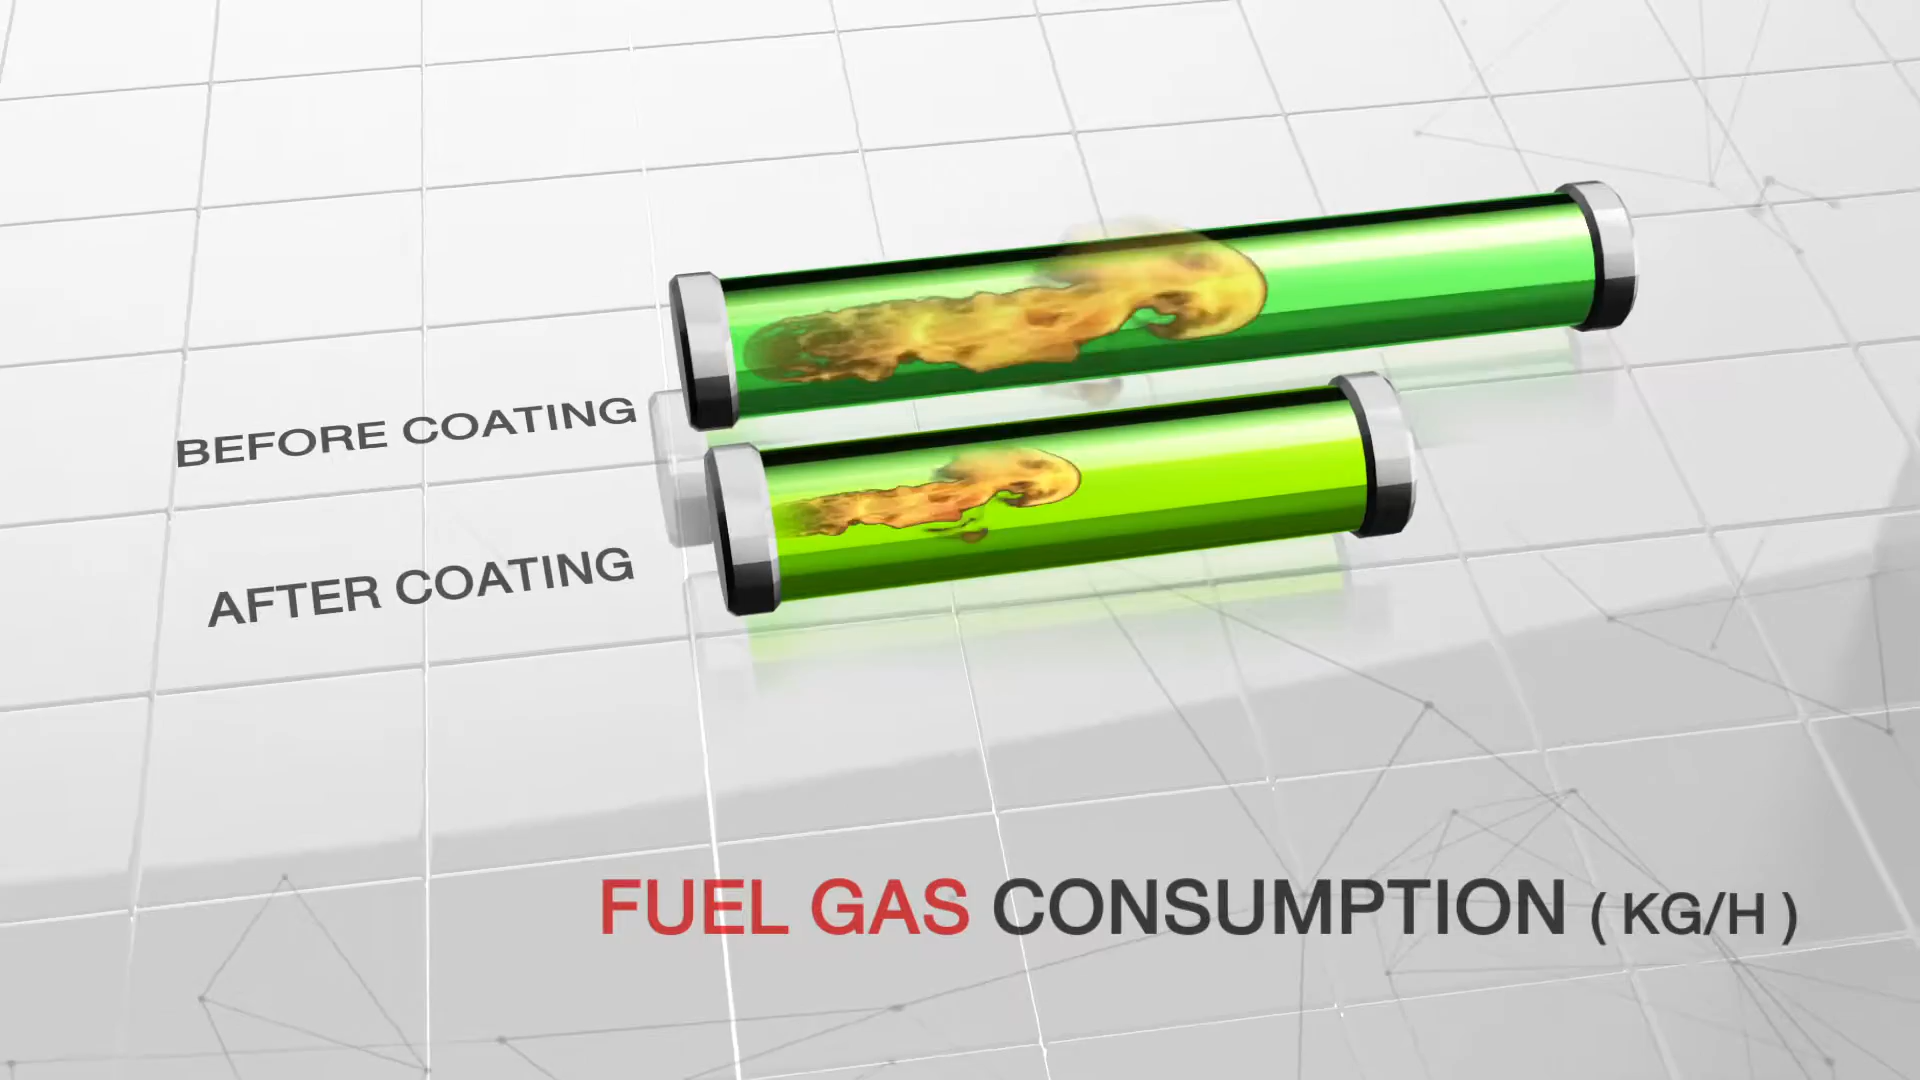 BEFORE COATING
AFTER COATING
FUEL GAS CONSUMPTION ( KG/H )